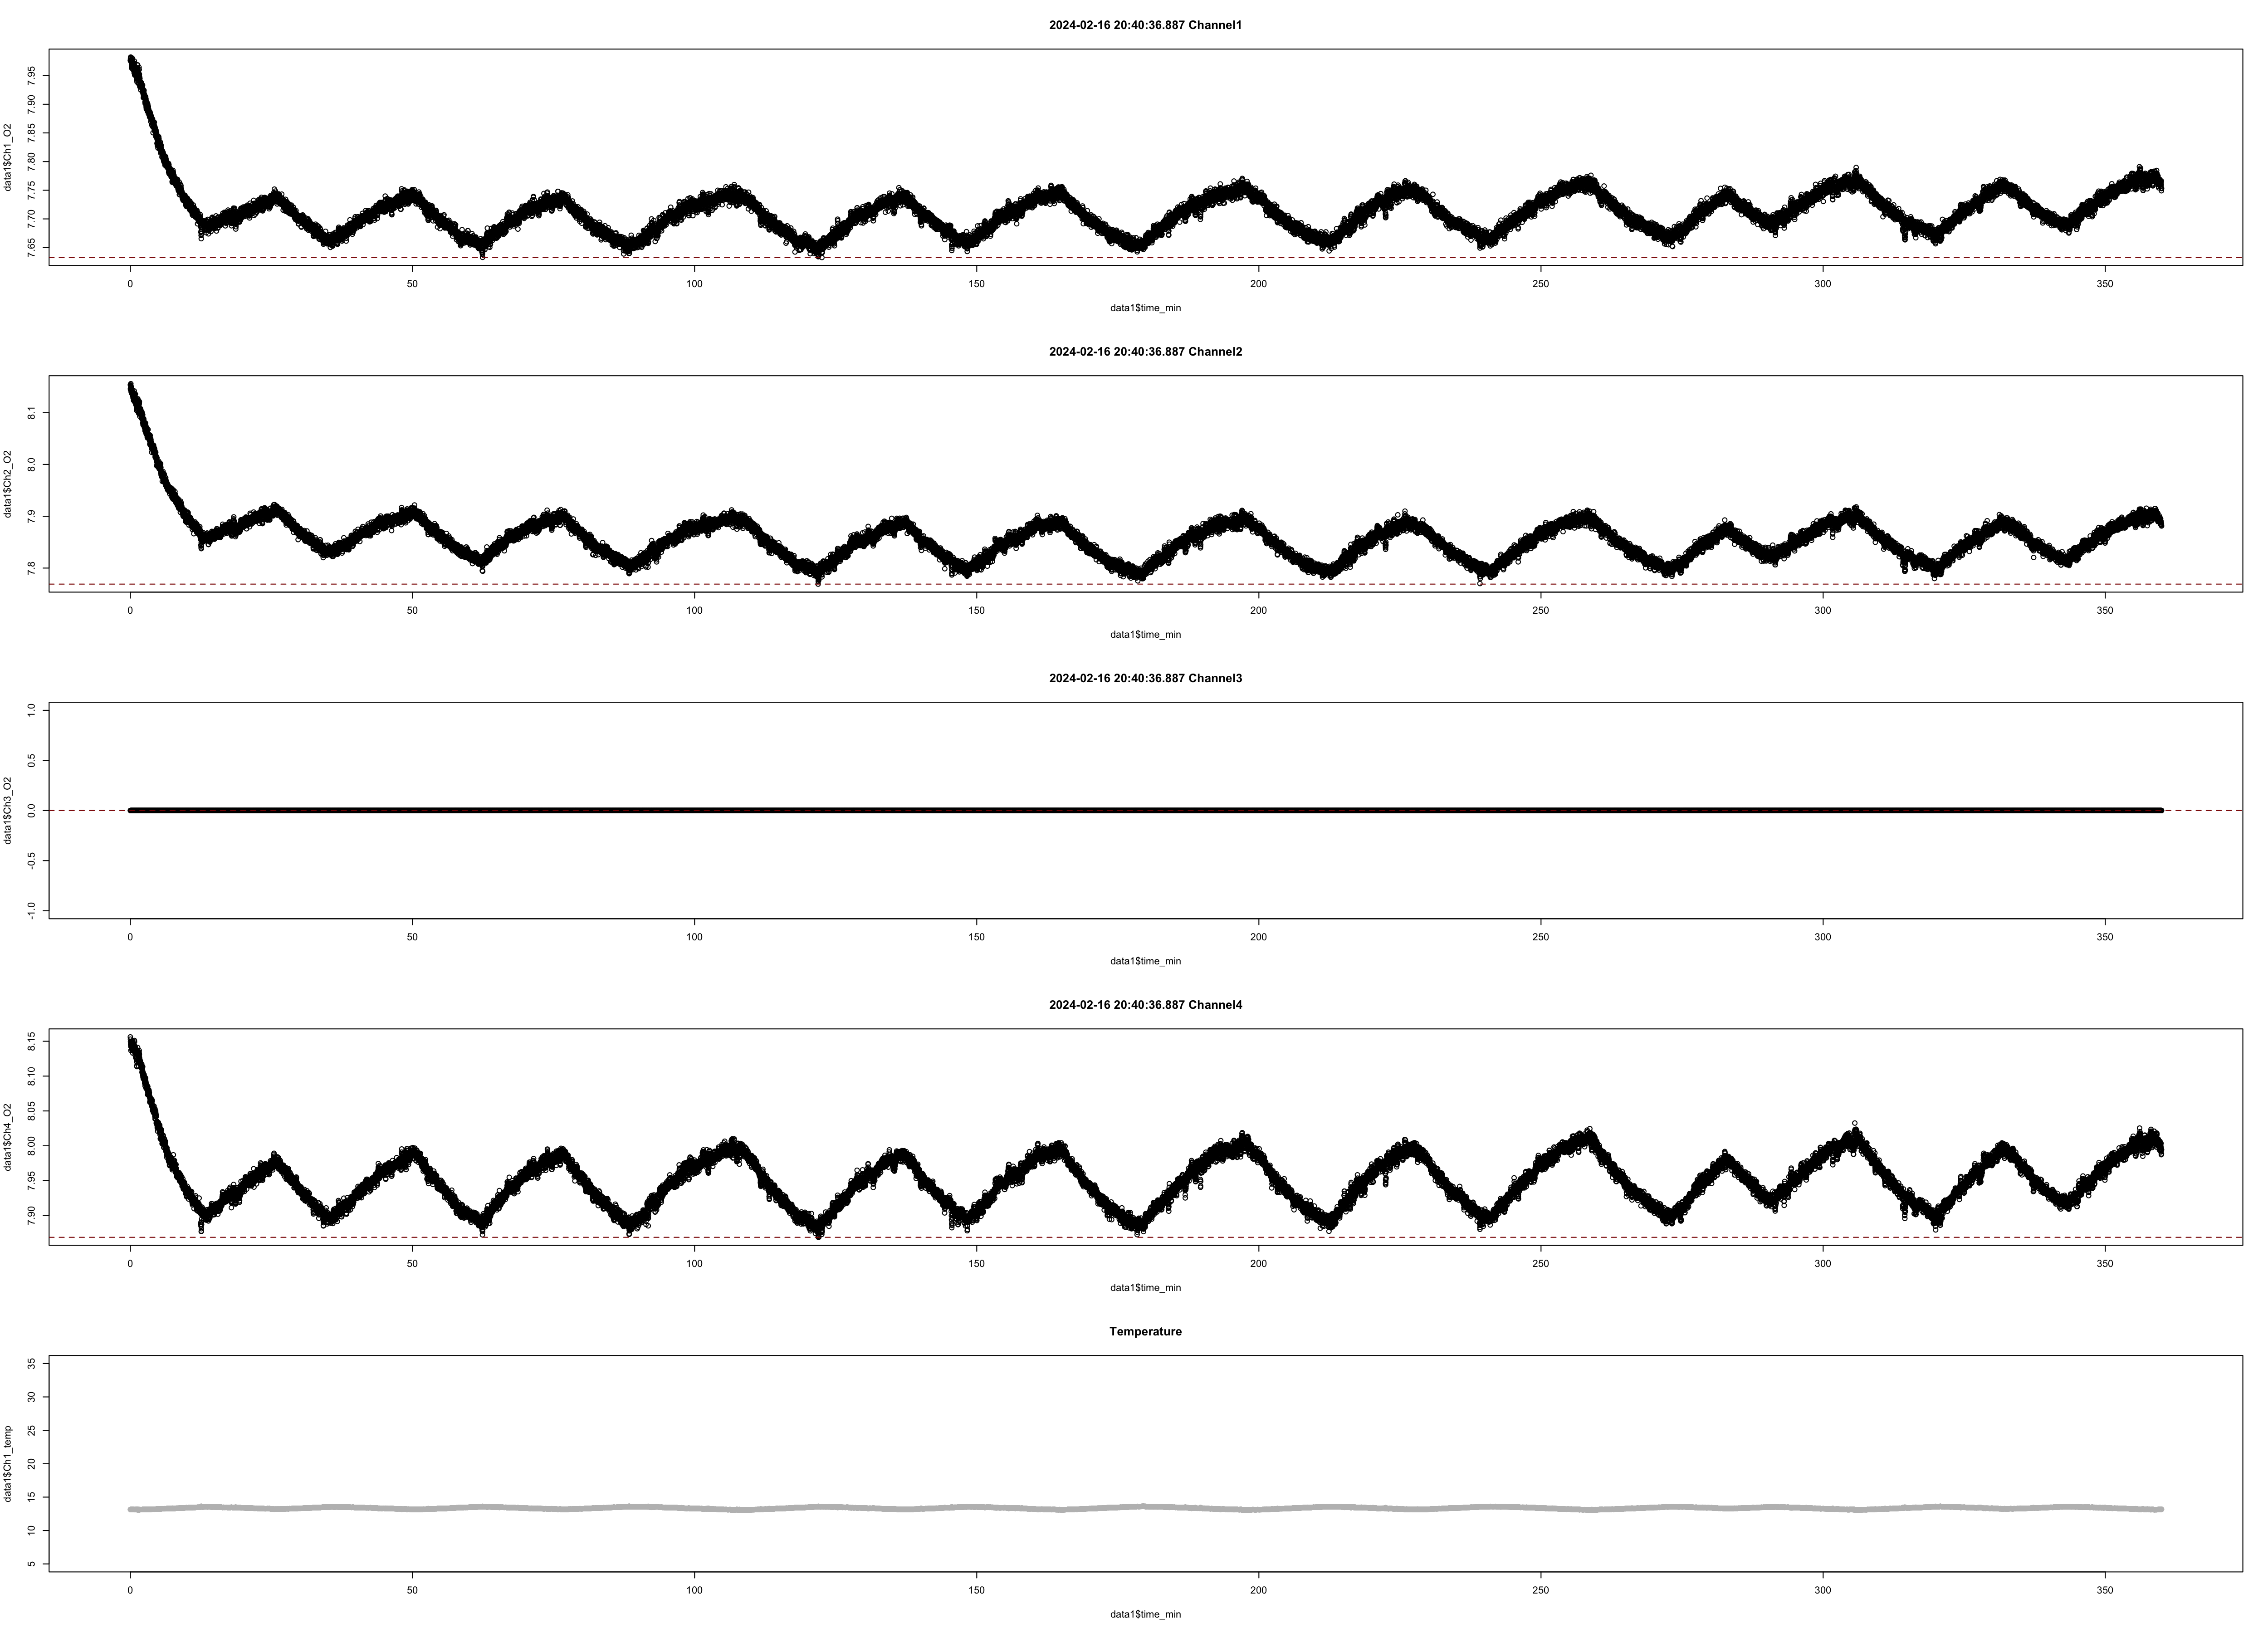 2024-02-16 20:40:36.887 Channel1
data1$Ch1_O2
7.95
7.90
7.85
7.80
7.75
7.70
7.65
0 50 100 150 200 250 300 350
data1$time_min
2024-02-16 20:40:36.887 Channel2
data1$Ch2_O2
8.1
8.0
7.9
7.8
0 50 100 150 200 250 300 350
data1$time_min
2024-02-16 20:40:36.887 Channel3
data1$Ch3_O2
1.0
0.5
0.0
-0.5
-1.0
0 50 100 150 200 250 300 350
data1$time_min
2024-02-16 20:40:36.887 Channel4
data1$Ch4_O2
8.15
8.10
8.05
8.00
7.95
7.90
0 50 100 150 200 250 300 350
data1$time_min
Temperature
data1$Ch1_temp
35
30
25
20
15
10
5
0 50 100 150 200 250 300 350
data1$time_min